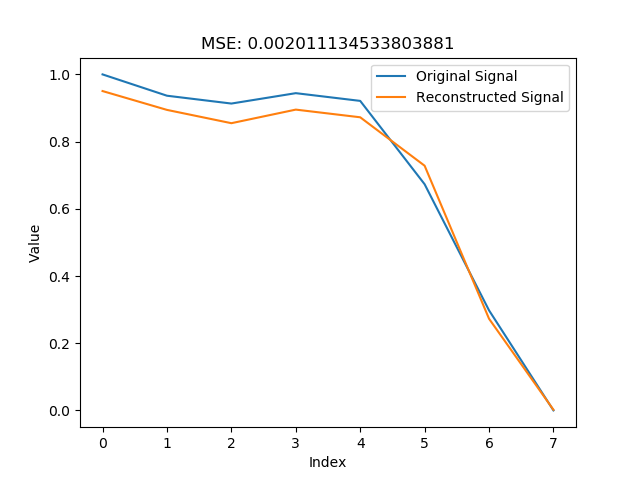 MSE: 0.002011134533803881
Original Signal
Reconstructed Signal
1.0
0.8
0.6
0.4
0.2
0.0
Value
0 1 2 3 4 5 6 7
Index